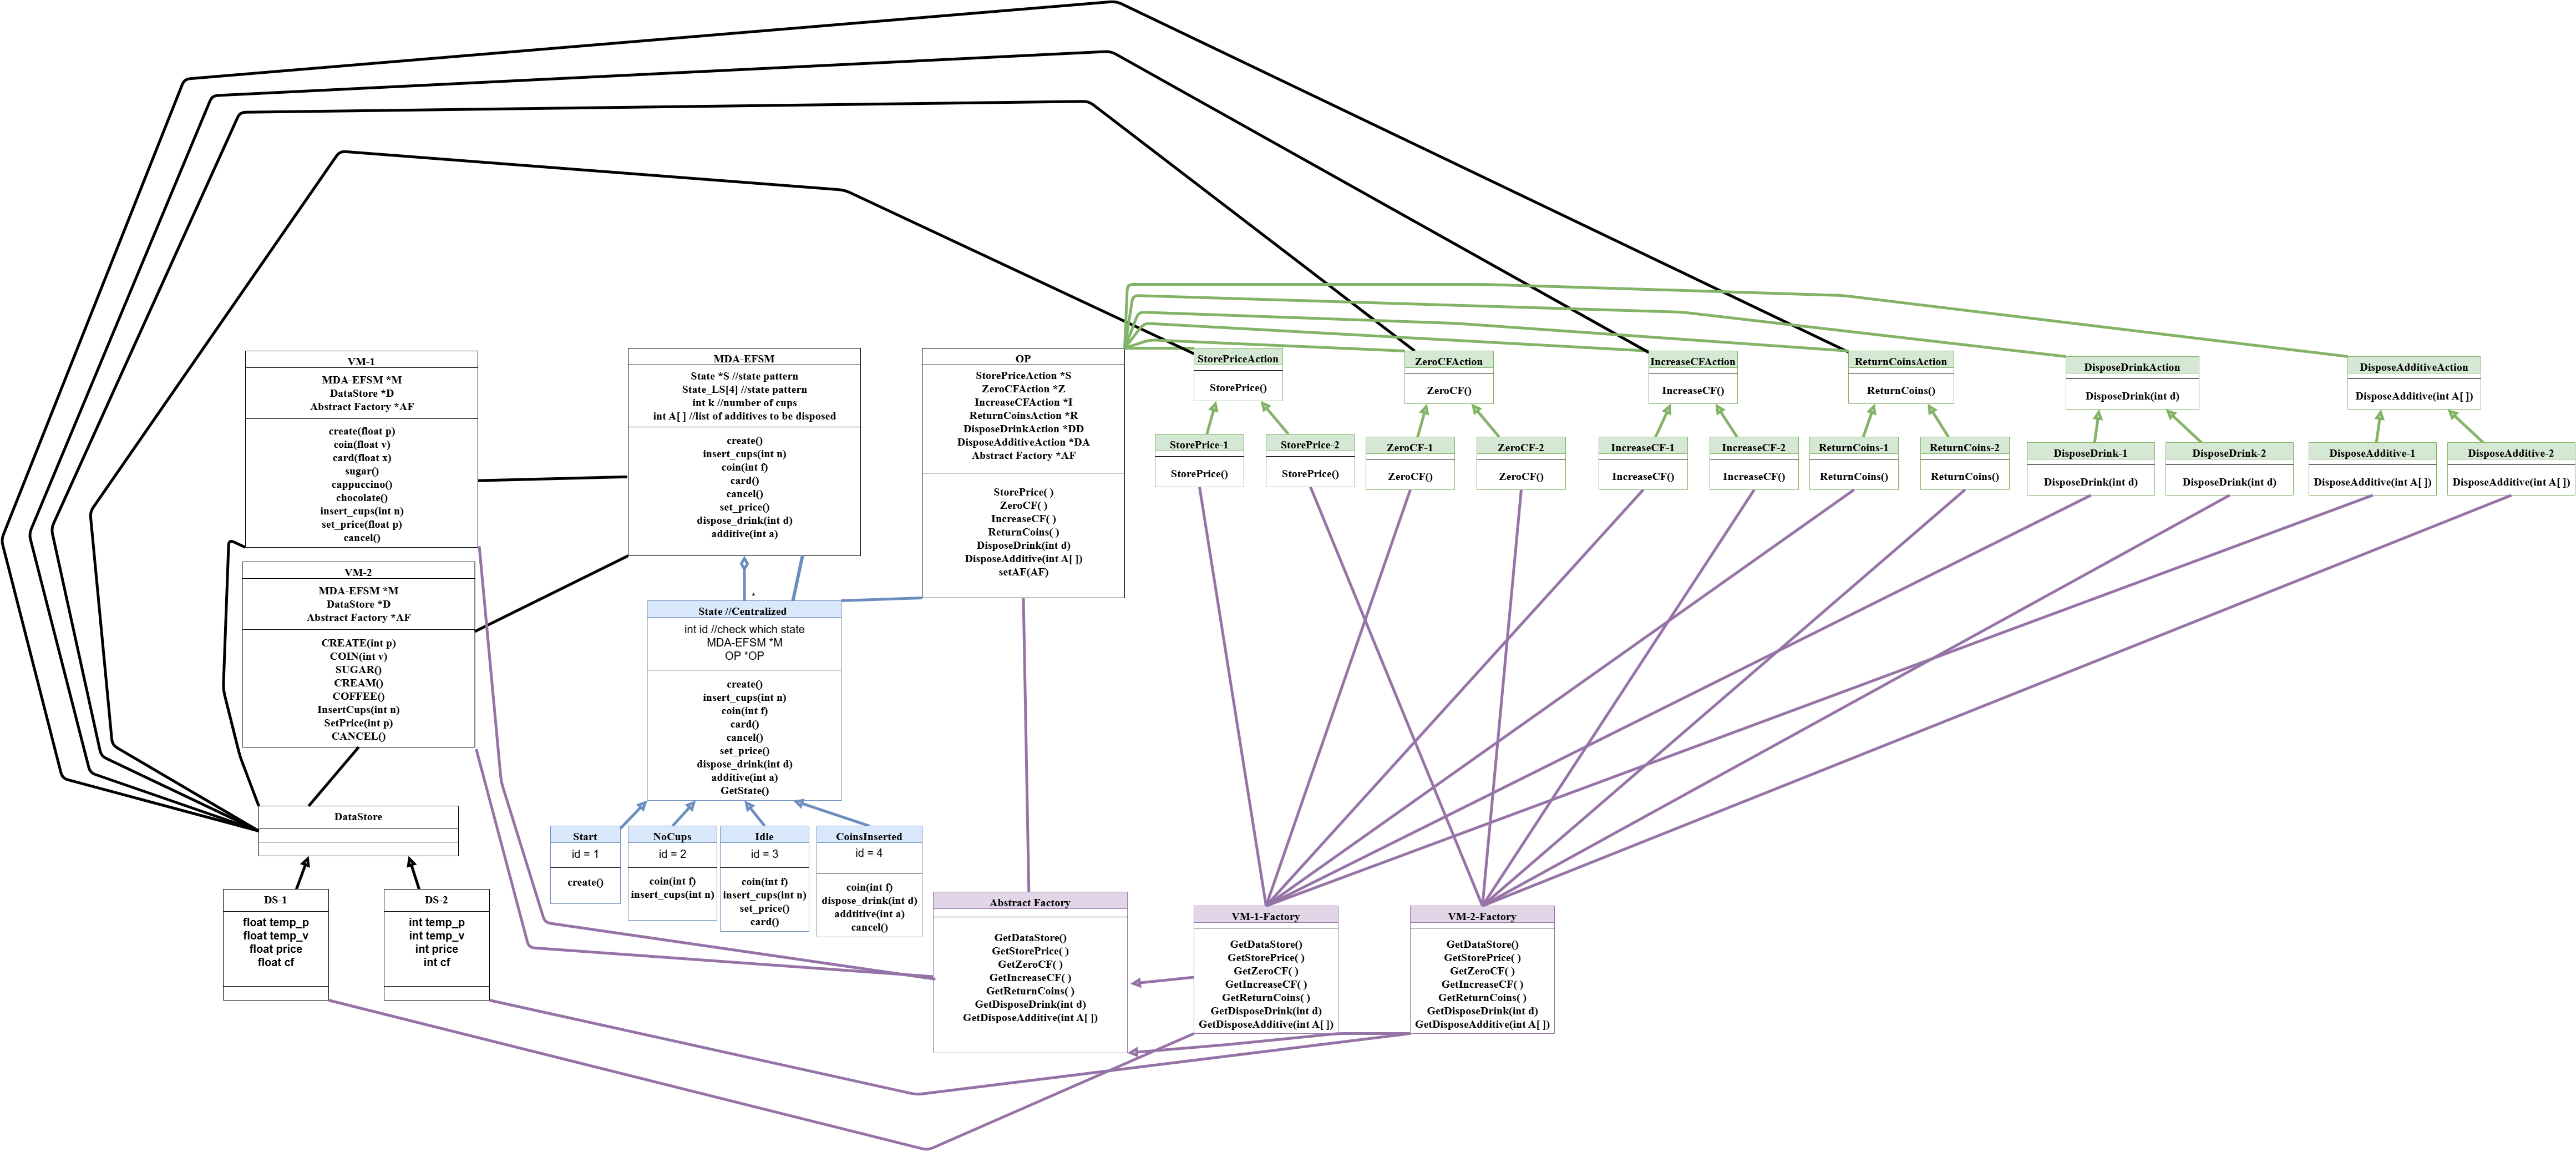 VM-1
MDA-EFSM *M
DataStore *D
Abstract Factory *AF
create(float p)
coin(float v)
card(float x)
sugar()
cappuccino()
chocolate()
insert_cups(int n)
set_price(float p)
cancel()
VM-2
MDA-EFSM *M
DataStore *D
Abstract Factory *AF
CREATE(int p)
COIN(int v)
SUGAR()
CREAM()
COFFEE()
InsertCups(int n)
SetPrice(int p)
CANCEL()
DataStore
DS-1
float temp_p
float temp_v
float price
float cf
DS-2
int temp_p
int temp_v
int price
int cf
MDA-EFSM
State *S //state pattern
State_LS[4] //state pattern
int k //number of cups
int A[ ] //list of additives to be disposed
create()
insert_cups(int n)
coin(int f)
card()
cancel()
set_price()
dispose_drink(int d)
additive(int a)
*
State //Centralized
int id //check which state
MDA-EFSM *M
OP *OP
create()
insert_cups(int n)
coin(int f)
card()
cancel()
set_price()
dispose_drink(int d)
additive(int a)
GetState()
Start
id = 1
create()
NoCups
id = 2
coin(int f)
insert_cups(int n)
Idle
id = 3
coin(int f)
insert_cups(int n)
set_price()
card()
CoinsInserted
id = 4
coin(int f)
dispose_drink(int d)
addtitive(int a)
cancel()
OP
StorePriceAction *S
ZeroCFAction *Z
IncreaseCFAction *I
ReturnCoinsAction *R
DisposeDrinkAction *DD
DisposeAdditiveAction *DA
Abstract Factory *AF
StorePrice( )
ZeroCF( )
IncreaseCF( )
ReturnCoins( )
DisposeDrink(int d)
DisposeAdditive(int A[ ])
setAF(AF)
StorePriceAction
StorePrice()
StorePrice-1
StorePrice()
StorePrice-2
StorePrice()
ZeroCFAction
ZeroCF()
ZeroCF-1
ZeroCF()
ZeroCF-2
ZeroCF()
IncreaseCFAction
IncreaseCF()
IncreaseCF-1
IncreaseCF()
IncreaseCF-2
IncreaseCF()
ReturnCoinsAction
ReturnCoins()
ReturnCoins-1
ReturnCoins()
ReturnCoins-2
ReturnCoins()
DisposeDrinkAction
DisposeDrink(int d)
DisposeDrink-1
DisposeDrink(int d)
DisposeDrink-2
DisposeDrink(int d)
DisposeAdditiveAction
DisposeAdditive(int A[ ])
DisposeAdditive-1
DisposeAdditive(int A[ ])
DisposeAdditive-2
DisposeAdditive(int A[ ])
Abstract Factory
GetDataStore()
GetStorePrice( )
GetZeroCF( )
GetIncreaseCF( )
GetReturnCoins( )
GetDisposeDrink(int d)
GetDisposeAdditive(int A[ ])
VM-1-Factory
GetDataStore()
GetStorePrice( )
GetZeroCF( )
GetIncreaseCF( )
GetReturnCoins( )
GetDisposeDrink(int d)
GetDisposeAdditive(int A[ ])
VM-2-Factory
GetDataStore()
GetStorePrice( )
GetZeroCF( )
GetIncreaseCF( )
GetReturnCoins( )
GetDisposeDrink(int d)
GetDisposeAdditive(int A[ ])